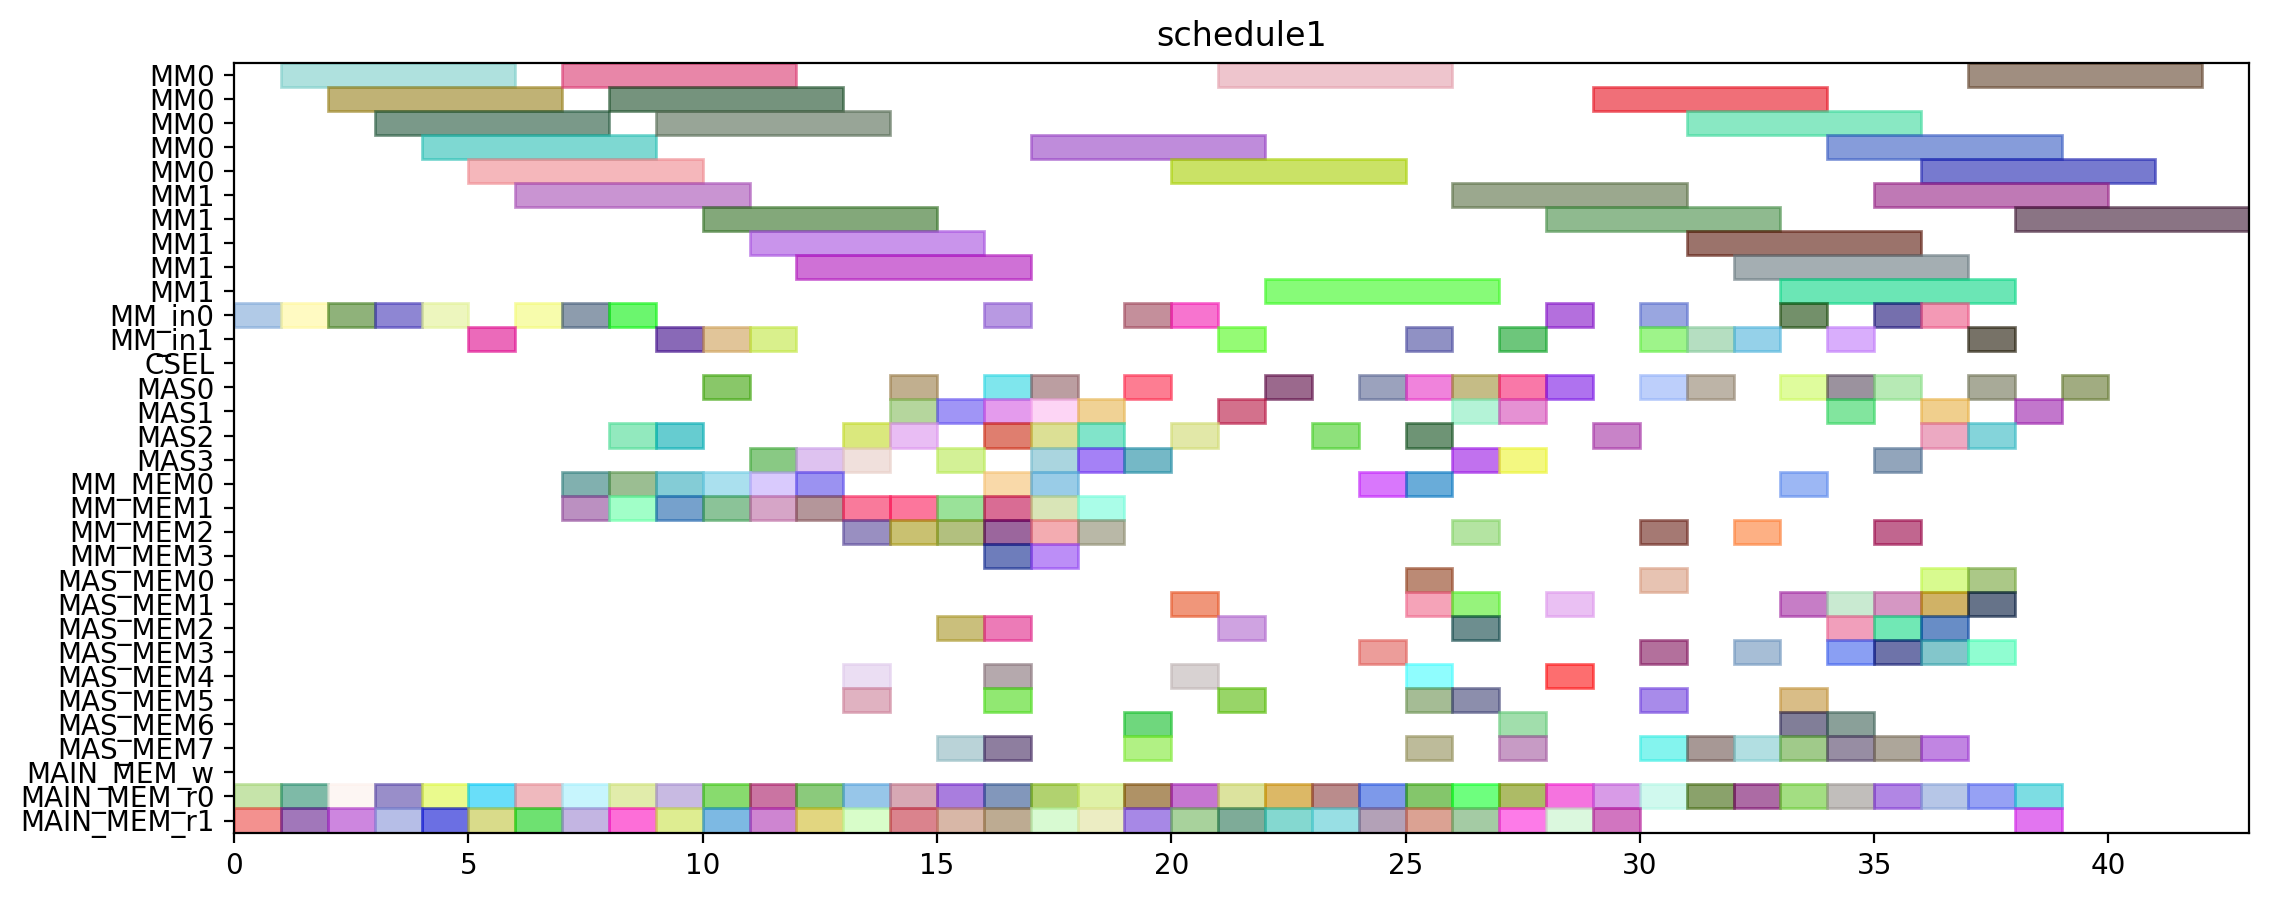 schedule1
MM0
MM0
MM0
MM0
MM0
MM1
MM1
MM1
MM1
MM1
MM_in0
MM_in1
CSEL
MAS0
MAS1
MAS2
MAS3
MM_MEM0
MM_MEM1
MM_MEM2
MM_MEM3
MAS_MEM0
MAS_MEM1
MAS_MEM2
MAS_MEM3
MAS_MEM4
MAS_MEM5
MAS_MEM6
MAS_MEM7
MAIN_MEM_w
MAIN_MEM_r0
MAIN_MEM_r1
0 5 10 15 20 25 30 35 40